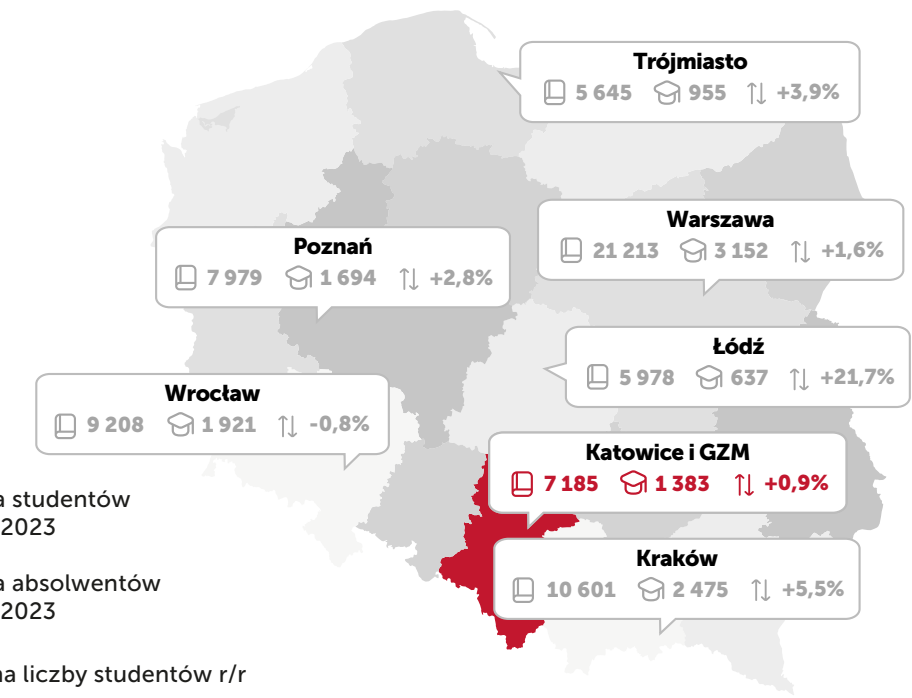 Trójmiasto
5 645 955 +3,9%
Warszawa
21 213 3 152 +1,6%
Poznań
7 979 1 694 +2,8%
Łódź
5 978 637 +21,7%
Wrocław
9 208 1 921 -0,8%
Katowice i GZM
7 185 1 383 +0,9%
Kraków
10 601 2 475 +5,5%
studentów
2023
absolwentów
2023
liczby studentów r/r